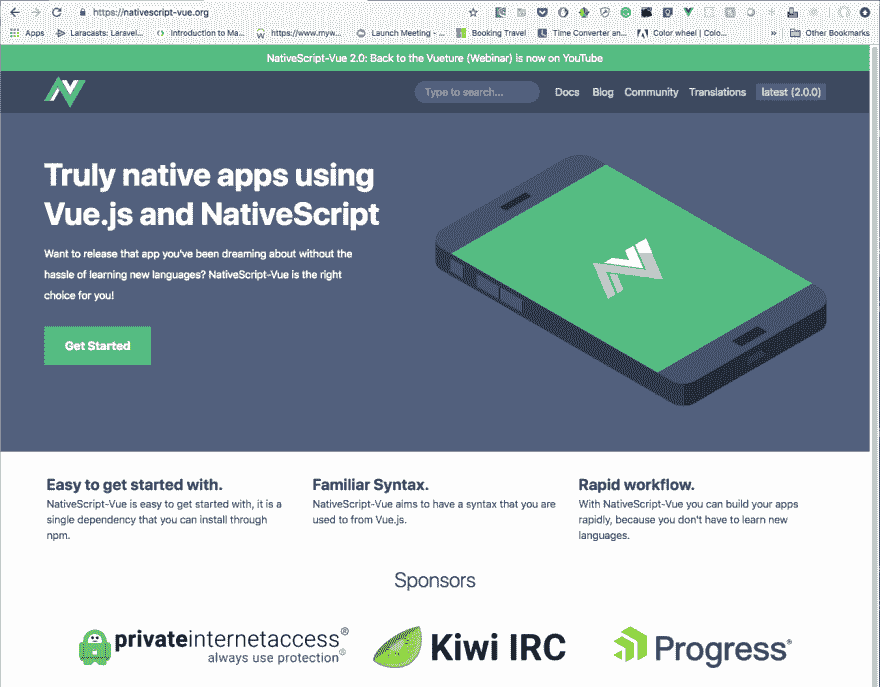 https://nativescript-vue.org
Apps Laracasts: Laravel... Introduction to Ma... https://www.myw... Launch Meeting - ... Booking Travel Time Converter an... Color wheel | Colo... » Other Bookmarks
NativeScript-Vue 2.0: Back to the Vueture (Webinar) is now on YouTube
Type to search... Docs Blog Community Translations latest (2.0.0)
Truly native apps using
Vue.js and NativeScript
Want to release that app you've been dreaming about without the
hassle of learning new languages? NativeScript-Vue is the right
choice for you!
Get Started
Easy to get started with.
NativeScript-Vue is easy to get started with, it is a
single dependency that you can install through
npm.
Familiar Syntax.
NativeScript-Vue aims to have a syntax that you are
used to from Vue.js.
Rapid workflow.
With NativeScript-Vue you can build your apps
rapidly, because you don't have to learn new
languages.
Sponsors
privateinternetaccess®
always use protection®
Kiwi IRC
Progress®